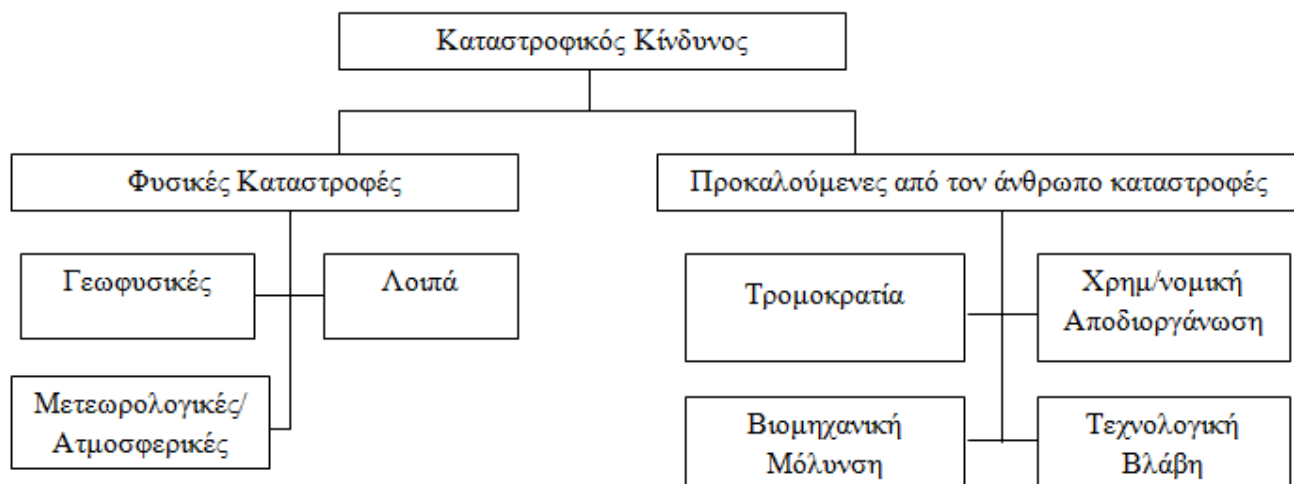 Καταστροφικός Κίνδυνος
Φυσικές Καταστροφές
Προκαλούμενες από τον άνθρωπο καταστροφές
Γεωφυσικές
Λοιπά
Μετεωρολογικές/
Ατμοσφερικές
Τρομοκρατία
Χρημ/νομική
Αποδιοργάνωση
Βιομηχανική
Μόλυνση
Τεχνολογική
Βλάβη